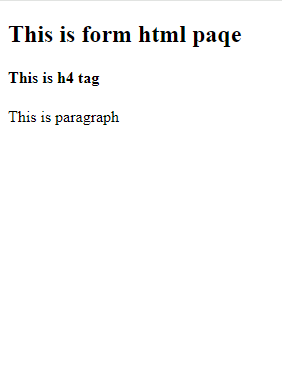 This is form html paqe
This is h4 tag
This is paragraph